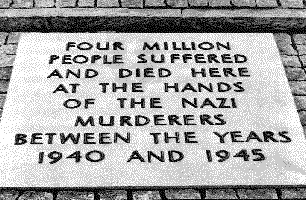 FOUR MILLION
PEOPLE SUFFERED
AND DIED HERE
AT THE HANDS
OF THE NAZI
MURDERERS
BETWEEN THE YEARS
1940 AND 1945